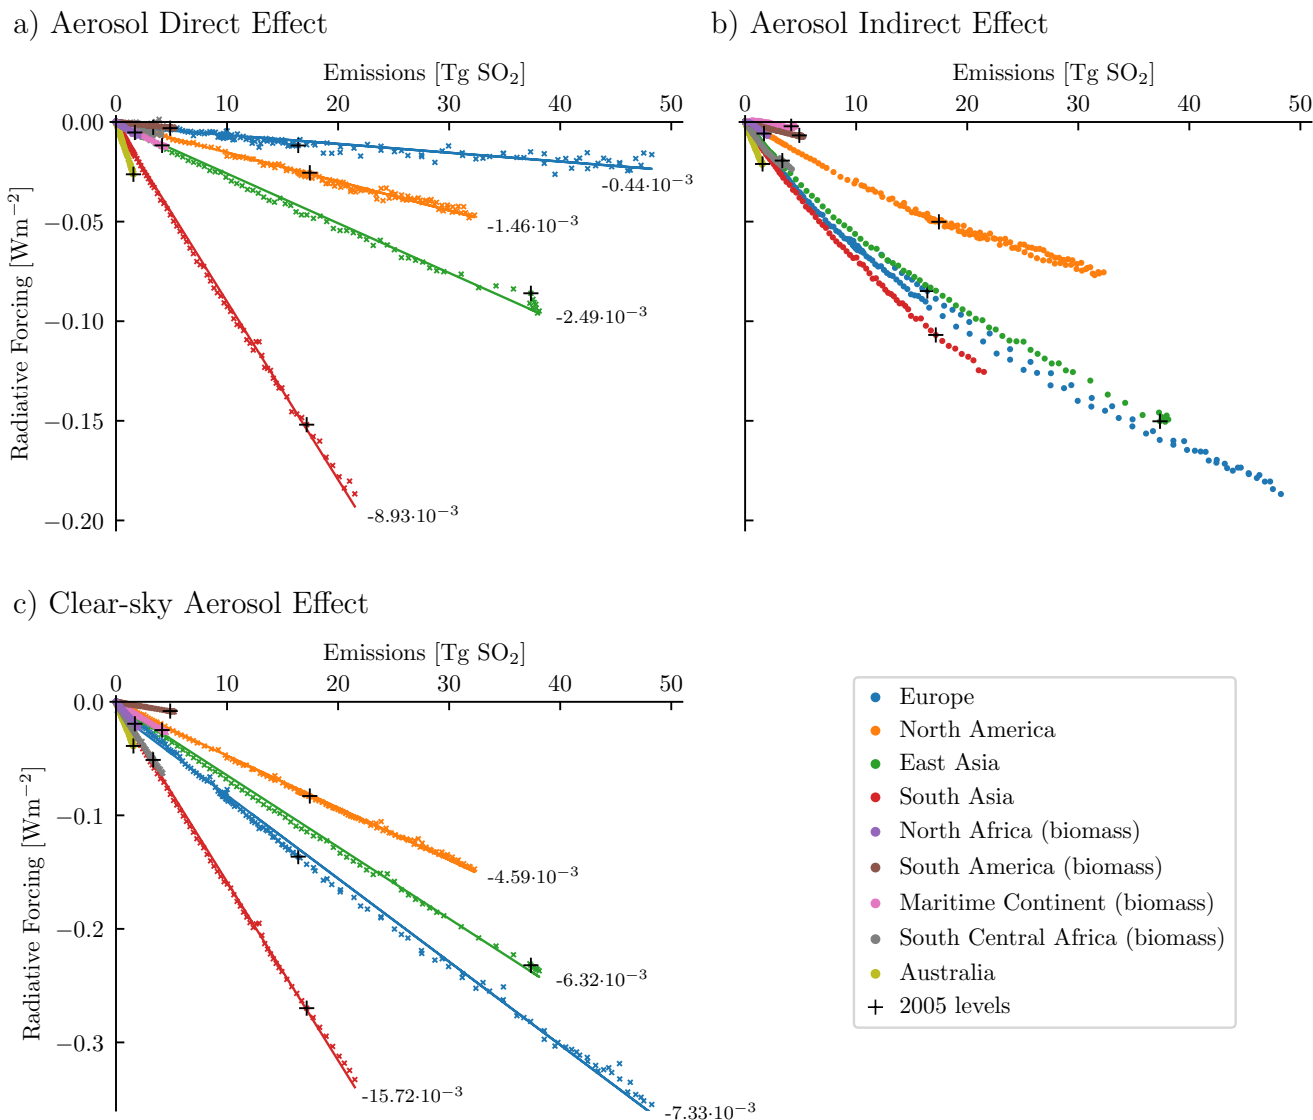 a) Aerosol Direct Effect
Emissions [Tg SO₂]
0 10 20 30 40 50
0.00
−0.05
−0.10
−0.15
−0.20
Radiative Forcing [Wm⁻²]
-0.44·10⁻³
-1.46·10⁻³
-2.49·10⁻³
-8.93·10⁻³
b) Aerosol Indirect Effect
Emissions [Tg SO₂]
0 10 20 30 40 50
c) Clear-sky Aerosol Effect
Emissions [Tg SO₂]
0 10 20 30 40 50
0.0
−0.1
−0.2
−0.3
Radiative Forcing [Wm⁻²]
-4.59·10⁻³
-6.32·10⁻³
-15.72·10⁻³
-7.33·10⁻³
Europe
North America
East Asia
South Asia
North Africa (biomass)
South America (biomass)
Maritime Continent (biomass)
South Central Africa (biomass)
Australia
2005 levels